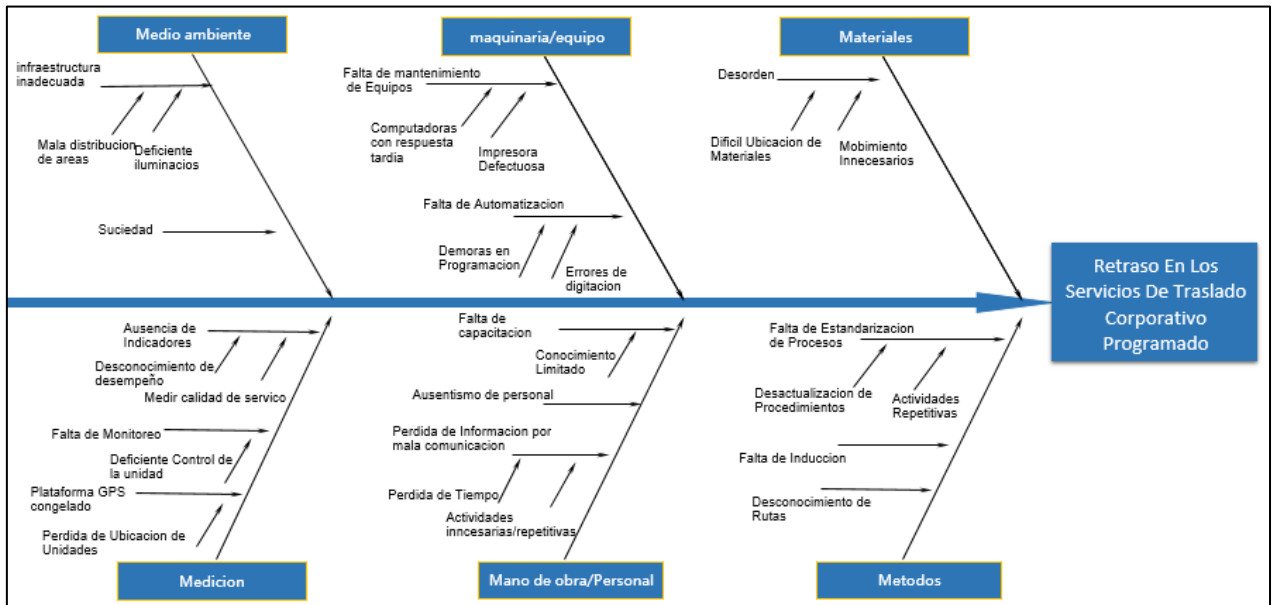 Medio ambiente
maquinaria/equipo
Materiales
infraestructura
inadecuada
Mala distribucion
de areas
Deficiente
iluminacios
Suciedad
Falta de mantenimiento
de Equipos
Computadoras
con respuesta
tardia
Impresora
Defectuosa
Falta de Automatizacion
Demoras en
Programacion
Errores de
digitacion
Desorden
Dificil Ubicacion de
Materiales
Mobimiento
Innecesarios
Retraso En Los
Servicios De Traslado
Corporativo
Programado
Ausencia de
Indicadores
Desconocimiento de
desempeño
Medir calidad de servico
Falta de Monitoreo
Deficiente Control de
la unidad
Plataforma GPS
congelado
Perdida de Ubicacion de
Unidades
Falta de
capacitacion
Conocimiento
Limitado
Ausentismo de personal
Perdida de Informacion por
mala comunicacion
Perdida de Tiempo
Actividades
inncesarias/repetitivas
Falta de Estandarizacion
de Procesos
Desactualizacion de
Procedimientos
Actividades
Repetitivas
Falta de Induccion
Desconocimiento de
Rutas
Medicion
Mano de obra/Personal
Metodos